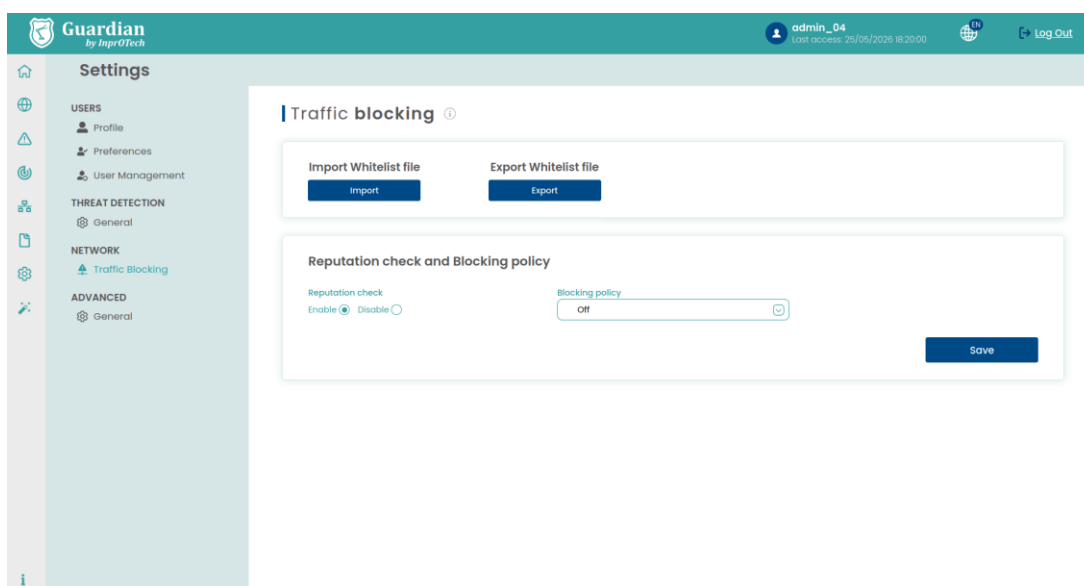 Guardian
by InprOTech
admin_04
Last access: 25/05/2026 18:20:00
EN
Log Out
Settings
USERS
Profile
Preferences
User Management
THREAT DETECTION
General
NETWORK
Traffic Blocking
ADVANCED
General
Traffic blocking
Import Whitelist file
Export Whitelist file
Import
Export
Reputation check and Blocking policy
Reputation check
Blocking policy
Enable Disable
Off
Save
i